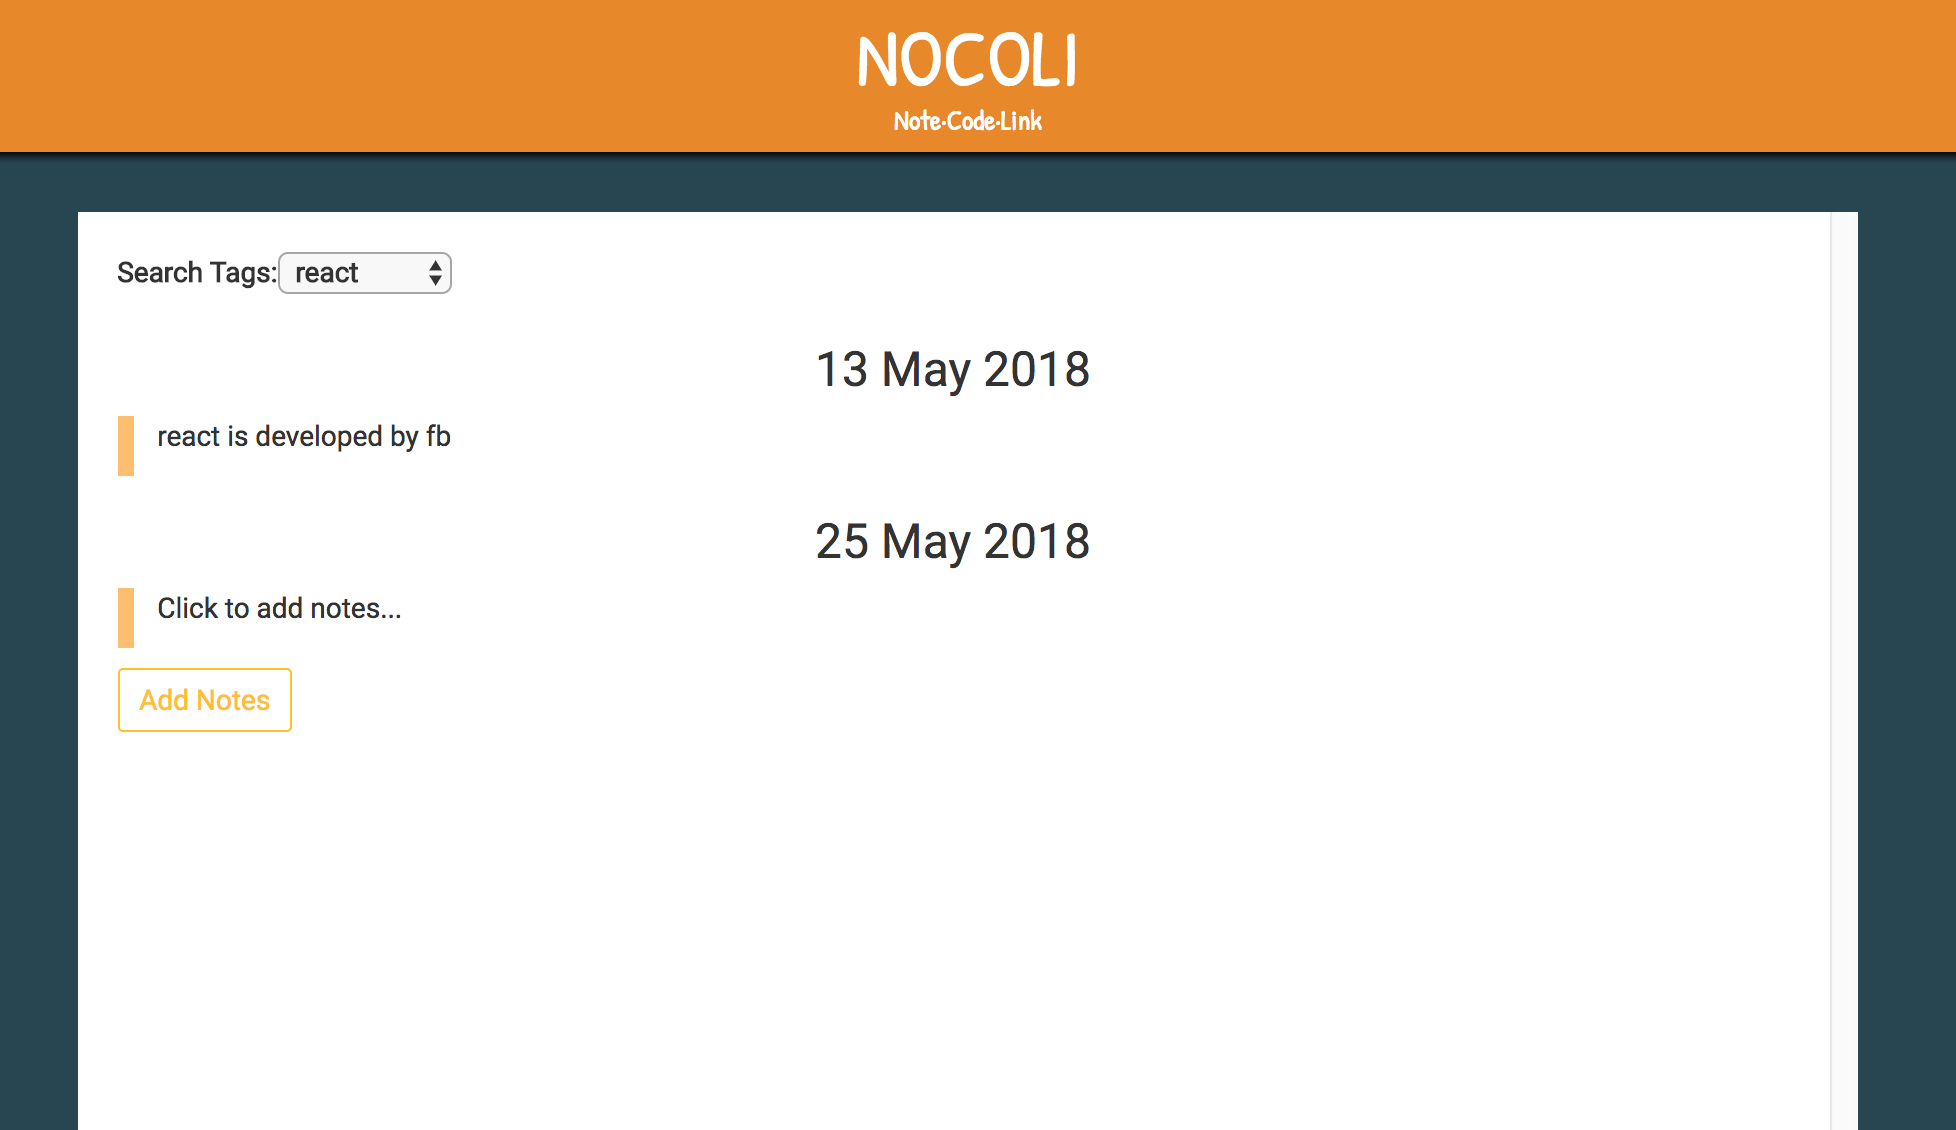 NOCOLI
Note·Code·Link
Search Tags: react
13 May 2018
react is developed by fb
25 May 2018
Click to add notes...
Add Notes